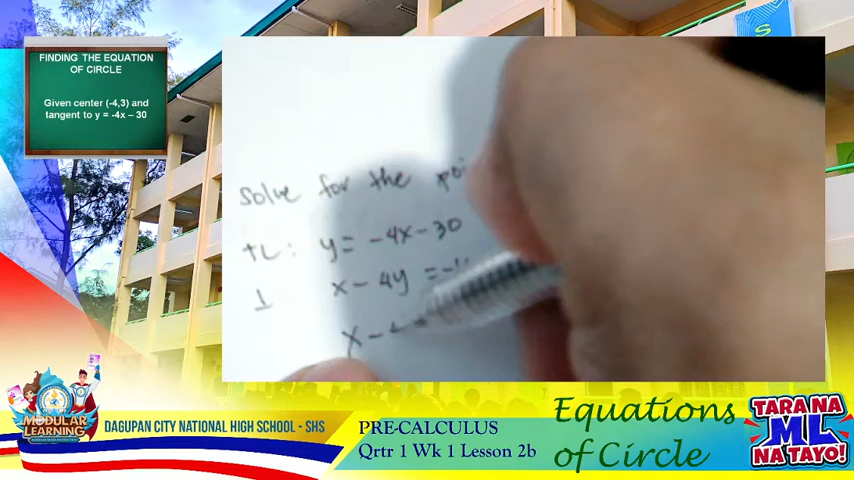 FINDING THE EQUATION
OF CIRCLE
Given center (-4,3) and
tangent to y = -4x – 30
solve for the poi
TL: y = -4x-30
⊥ x - 4y = -
x -
MODULAR
LEARNING
DAGUPAN CITY NATIONAL HIGH SCHOOL - SHS
PRE-CALCULUS
Qrtr 1 Wk 1 Lesson 2b
Equations
of Circle
TARA NA
ML
NA TAYO!
S